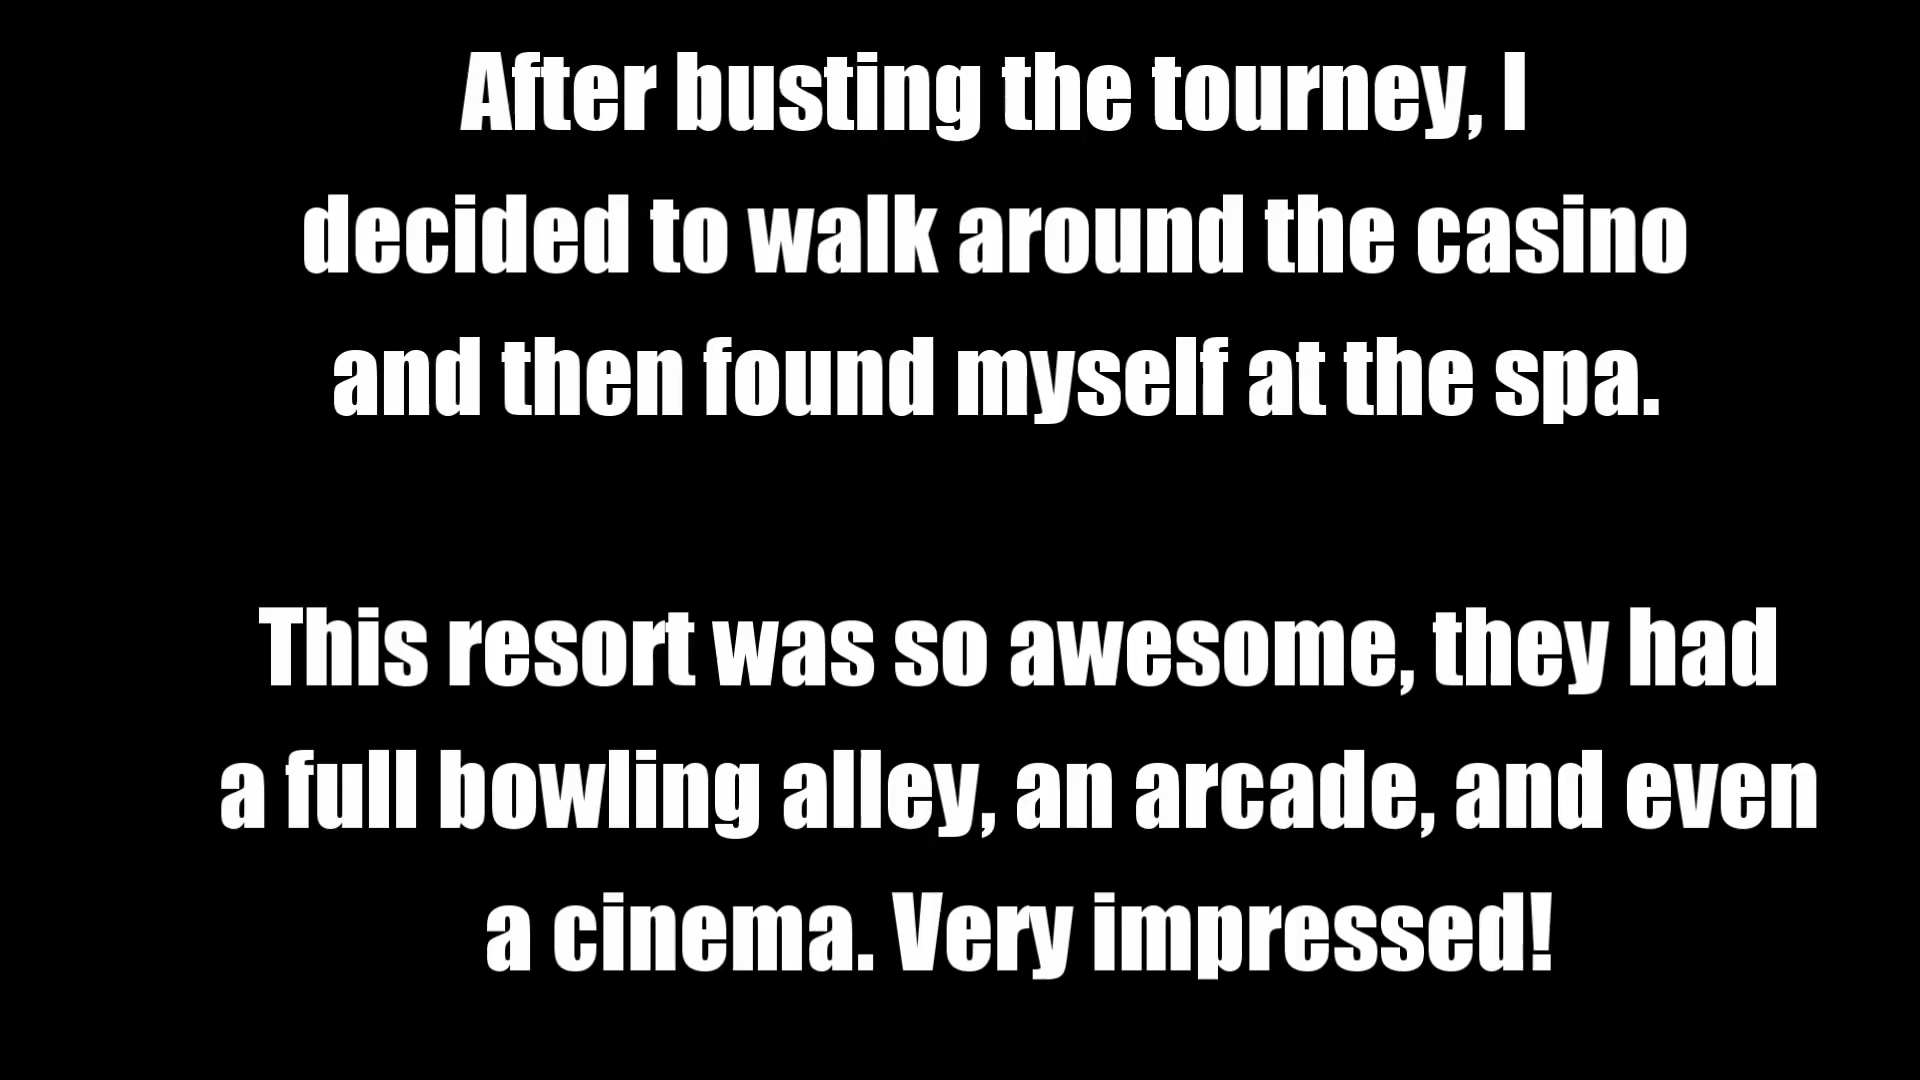 After busting the tourney, I
decided to walk around the casino
and then found myself at the spa.
This resort was so awesome, they had
a full bowling alley, an arcade, and even
a cinema. Very impressed!